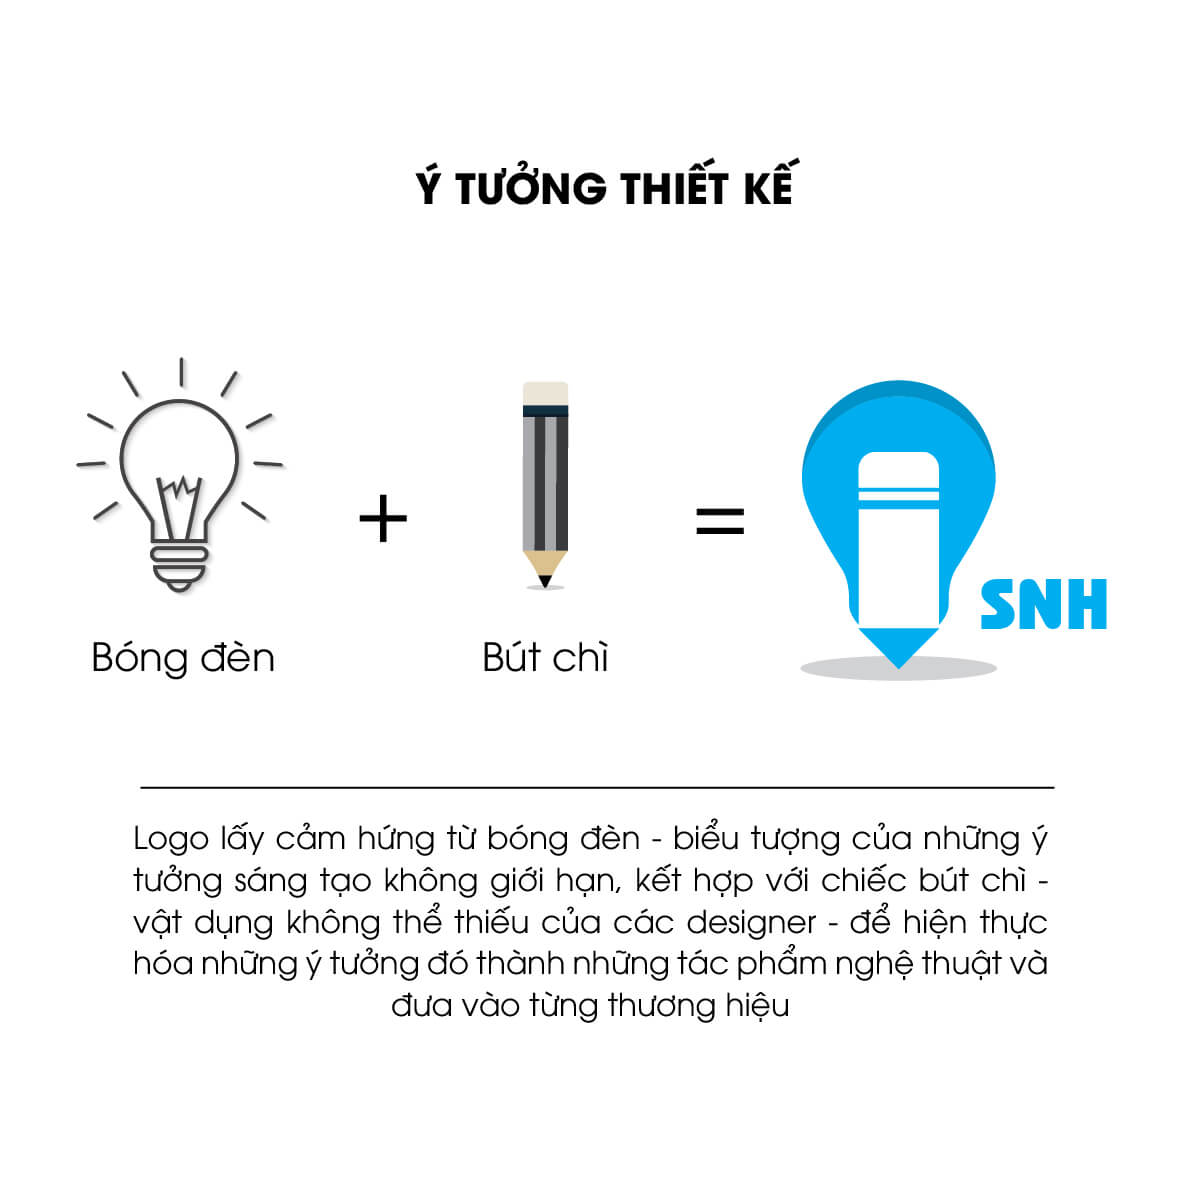 Ý TƯỞNG THIẾT KẾ
+
=
SNH
Bóng đèn
Bút chì
Logo lấy cảm hứng từ bóng đèn - biểu tượng của những ý
tưởng sáng tạo không giới hạn, kết hợp với chiếc bút chì -
vật dụng không thể thiếu của các designer - để hiện thực
hóa những ý tưởng đó thành những tác phẩm nghệ thuật và
đưa vào từng thương hiệu